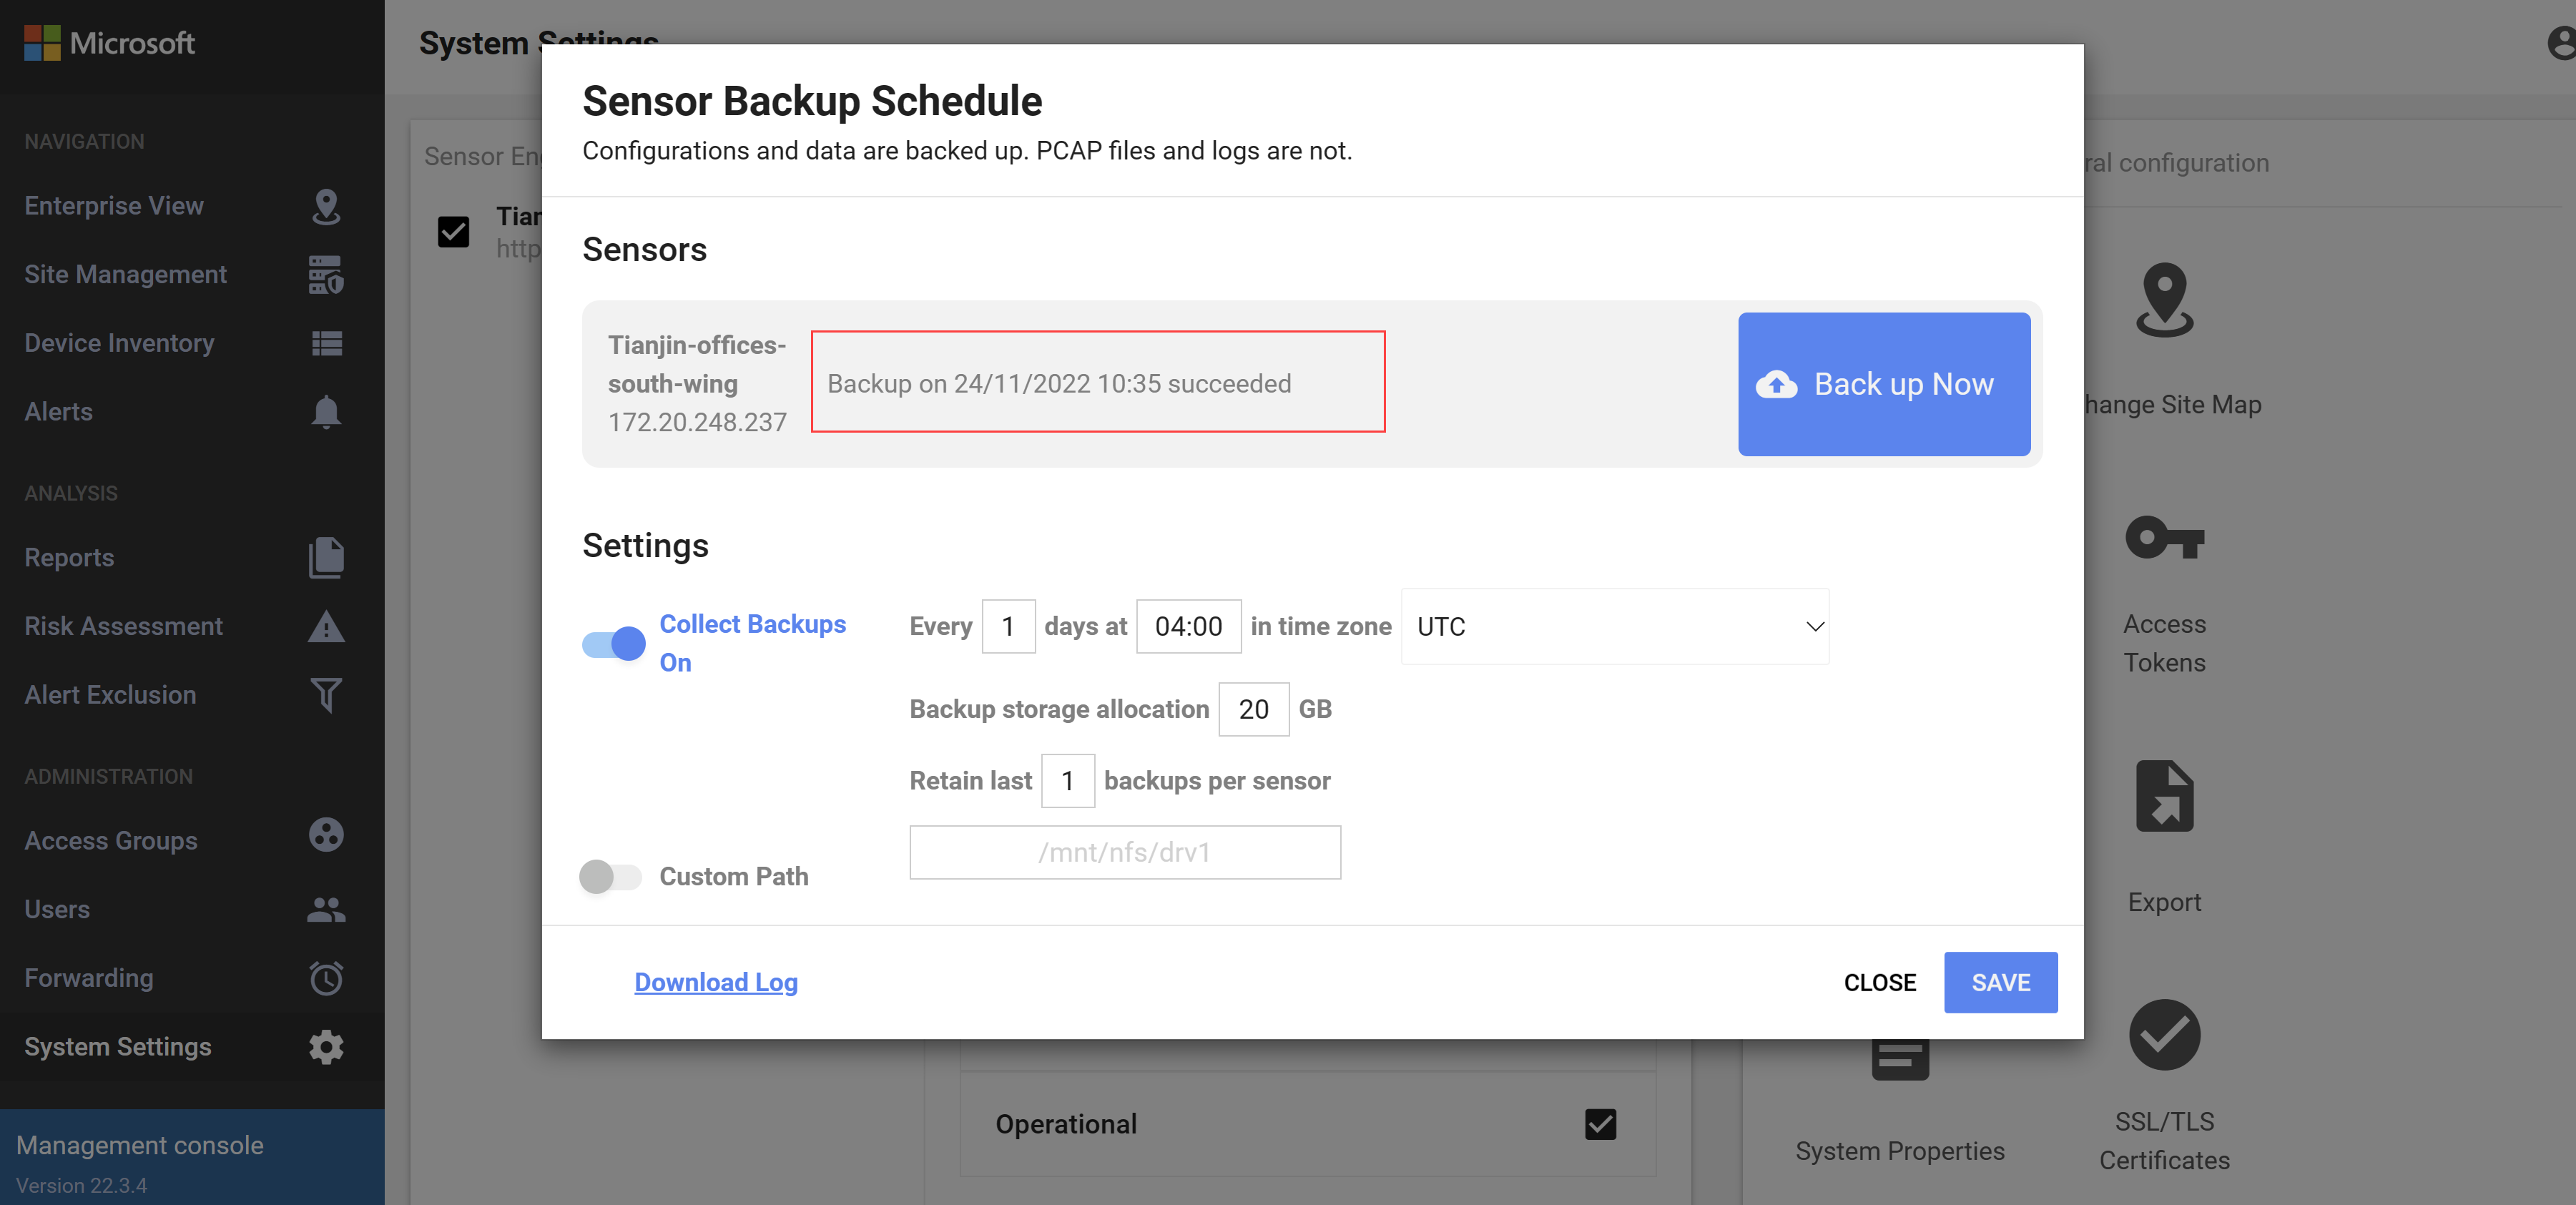 Microsoft
NAVIGATION
Enterprise View
Site Management
Device Inventory
Alerts
ANALYSIS
Reports
Risk Assessment
Alert Exclusion
ADMINISTRATION
Access Groups
Users
Forwarding
System Settings
Management console
Version 22.3.4
System Settings
Sensor Backup Schedule
Configurations and data are backed up. PCAP files and logs are not.
Sensors
Tianjin-offices-
south-wing
172.20.248.237
Backup on 24/11/2022 10:35 succeeded
Back up Now
Settings
Collect Backups
On
Every 1 days at 04:00 in time zone UTC
Backup storage allocation 20 GB
Retain last 1 backups per sensor
Custom Path
/mnt/nfs/drv1
Download Log
CLOSE
SAVE
Sensor
http
Operational
configuration
Site Map
Access
Tokens
Export
System Properties
SSL/TLS
Certificates